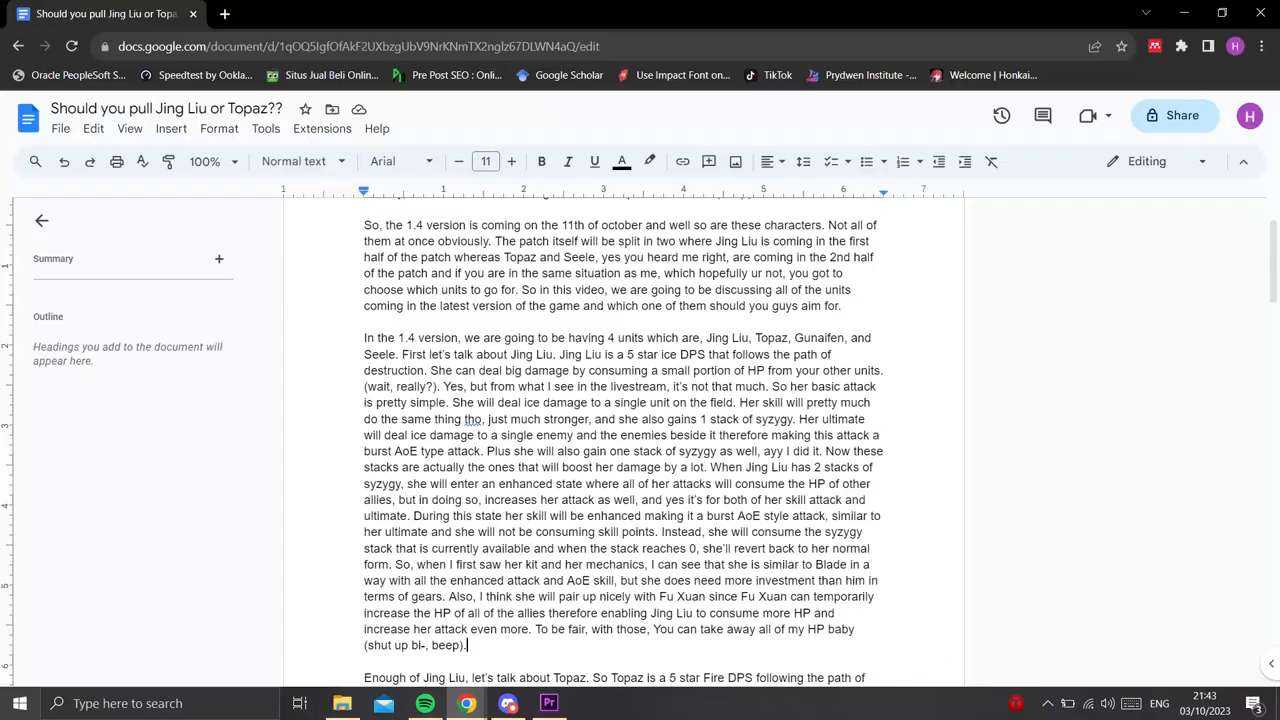 Should you pull Jing Liu or Topa
docs.google.com/document/d/1qOQ5IgfOfAkF2UXbzgUbV9NrKNmTX2nglz67DLWN4aQ/edit
H
Oracle PeopleSoft S...
Speedtest by Ookla...
Situs Jual Beli Onlin...
Pre Post SEO : Onli...
Google Scholar
Use Impact Font on...
TikTok
Prydwen Institute -...
Welcome | Honkai...
Should you pull Jing Liu or Topaz??
File Edit View Insert Format Tools Extensions Help
Share
H
100% Normal text Arial 11 B I U A Editing
1 1 2 3 4 5 6 7
Summary
Outline
Headings you add to the document will
appear here.
1
2
3
4
5
6
So, the 1.4 version is coming on the 11th of october and well so are these characters. Not all of
them at once obviously. The patch itself will be split in two where Jing Liu is coming in the first
half of the patch whereas Topaz and Seele, yes you heard me right, are coming in the 2nd half
of the patch and if you are in the same situation as me, which hopefully ur not, you got to
choose which units to go for. So in this video, we are going to be discussing all of the units
coming in the latest version of the game and which one of them should you guys aim for.
In the 1.4 version, we are going to be having 4 units which are, Jing Liu, Topaz, Gunaifen, and
Seele. First let's talk about Jing Liu. Jing Liu is a 5 star ice DPS that follows the path of
destruction. She can deal big damage by consuming a small portion of HP from your other units.
(wait, really?). Yes, but from what I see in the livestream, it's not that much. So her basic attack
is pretty simple. She will deal ice damage to a single unit on the field. Her skill will pretty much
do the same thing tho, just much stronger, and she also gains 1 stack of syzygy. Her ultimate
will deal ice damage to a single enemy and the enemies beside it therefore making this attack a
burst AoE type attack. Plus she will also gain one stack of syzygy as well, ayy I did it. Now these
stacks are actually the ones that will boost her damage by a lot. When Jing Liu has 2 stacks of
syzygy, she will enter an enhanced state where all of her attacks will consume the HP of other
allies, but in doing so, increases her attack as well, and yes it's for both of her skill attack and
ultimate. During this state her skill will be enhanced making it a burst AoE style attack, similar to
her ultimate and she will not be consuming skill points. Instead, she will consume the syzygy
stack that is currently available and when the stack reaches 0, she'll revert back to her normal
form. So, when I first saw her kit and her mechanics, I can see that she is similar to Blade in a
way with all the enhanced attack and AoE skill, but she does need more investment than him in
terms of gears. Also, I think she will pair up nicely with Fu Xuan since Fu Xuan can temporarily
increase the HP of all of the allies therefore enabling Jing Liu to consume more HP and
increase her attack even more. To be fair, with those, You can take away all of my HP baby
(shut up bi-, beep).
Enough of Jing Liu, let's talk about Topaz. So Topaz is a 5 star Fire DPS following the path of
Type here to search
Pr
ENG
21:43
03/10/2023
3